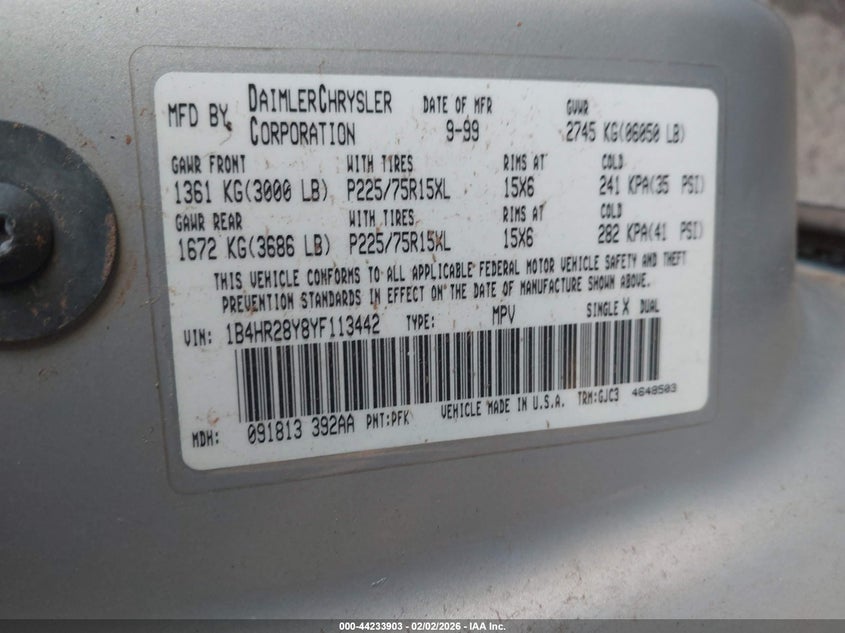 MFD BY DAIMLERCHRYSLER CORPORATION DATE OF MFR 9-99 GVWR 2745 KG(06050 LB)
GAWR FRONT WITH TIRES RIMS AT COLD
1361 KG(3000 LB) P225/75R15XL 15X6 241 KPA(35 PSI)
GAWR REAR WITH TIRES RIMS AT COLD
1672 KG(3686 LB) P225/75R15XL 15X6 282 KPA(41 PSI)
THIS VEHICLE CONFORMS TO ALL APPLICABLE FEDERAL MOTOR VEHICLE SAFETY AND THEFT
PREVENTION STANDARDS IN EFFECT ON THE DATE OF MANUFACTURE SHOWN ABOVE.
VIN: 1B4HR28Y8YF113442 TYPE: MPV SINGLE X DUAL
MDH: 091813 392AA PNT:PFK VEHICLE MADE IN U.S.A. TRM:GJC3 4648503
000-44233903 - 02/02/2026 - IAA Inc.